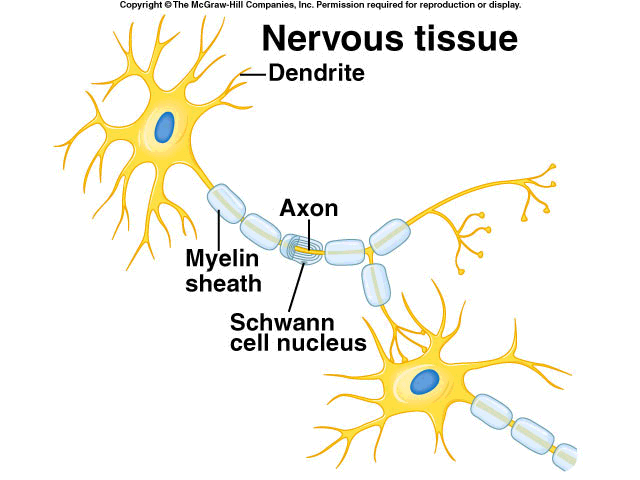 Copyright © The McGraw-Hill Companies, Inc. Permission required for reproduction or display.
Nervous tissue
Dendrite
Axon
Myelin
sheath
Schwann
cell nucleus